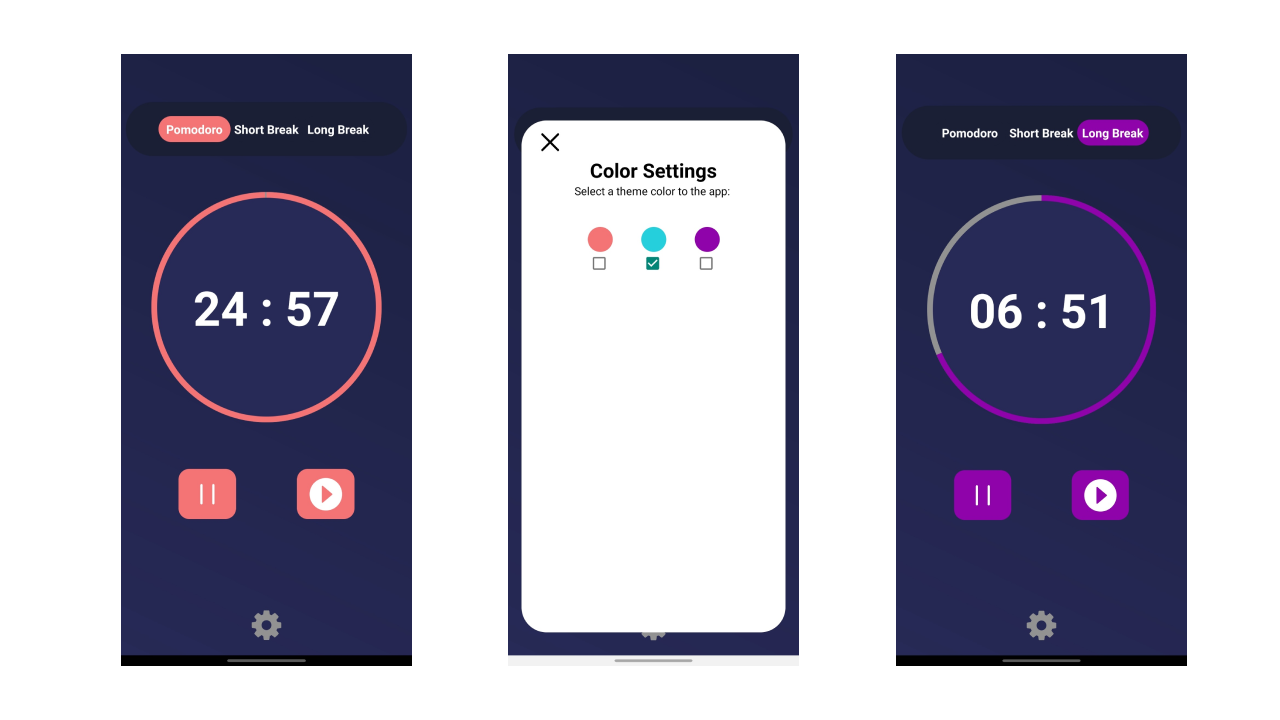 Pomodoro Short Break Long Break
24 : 57
Color Settings
Select a theme color to the app:
Pomodoro Short Break Long Break
06 : 51